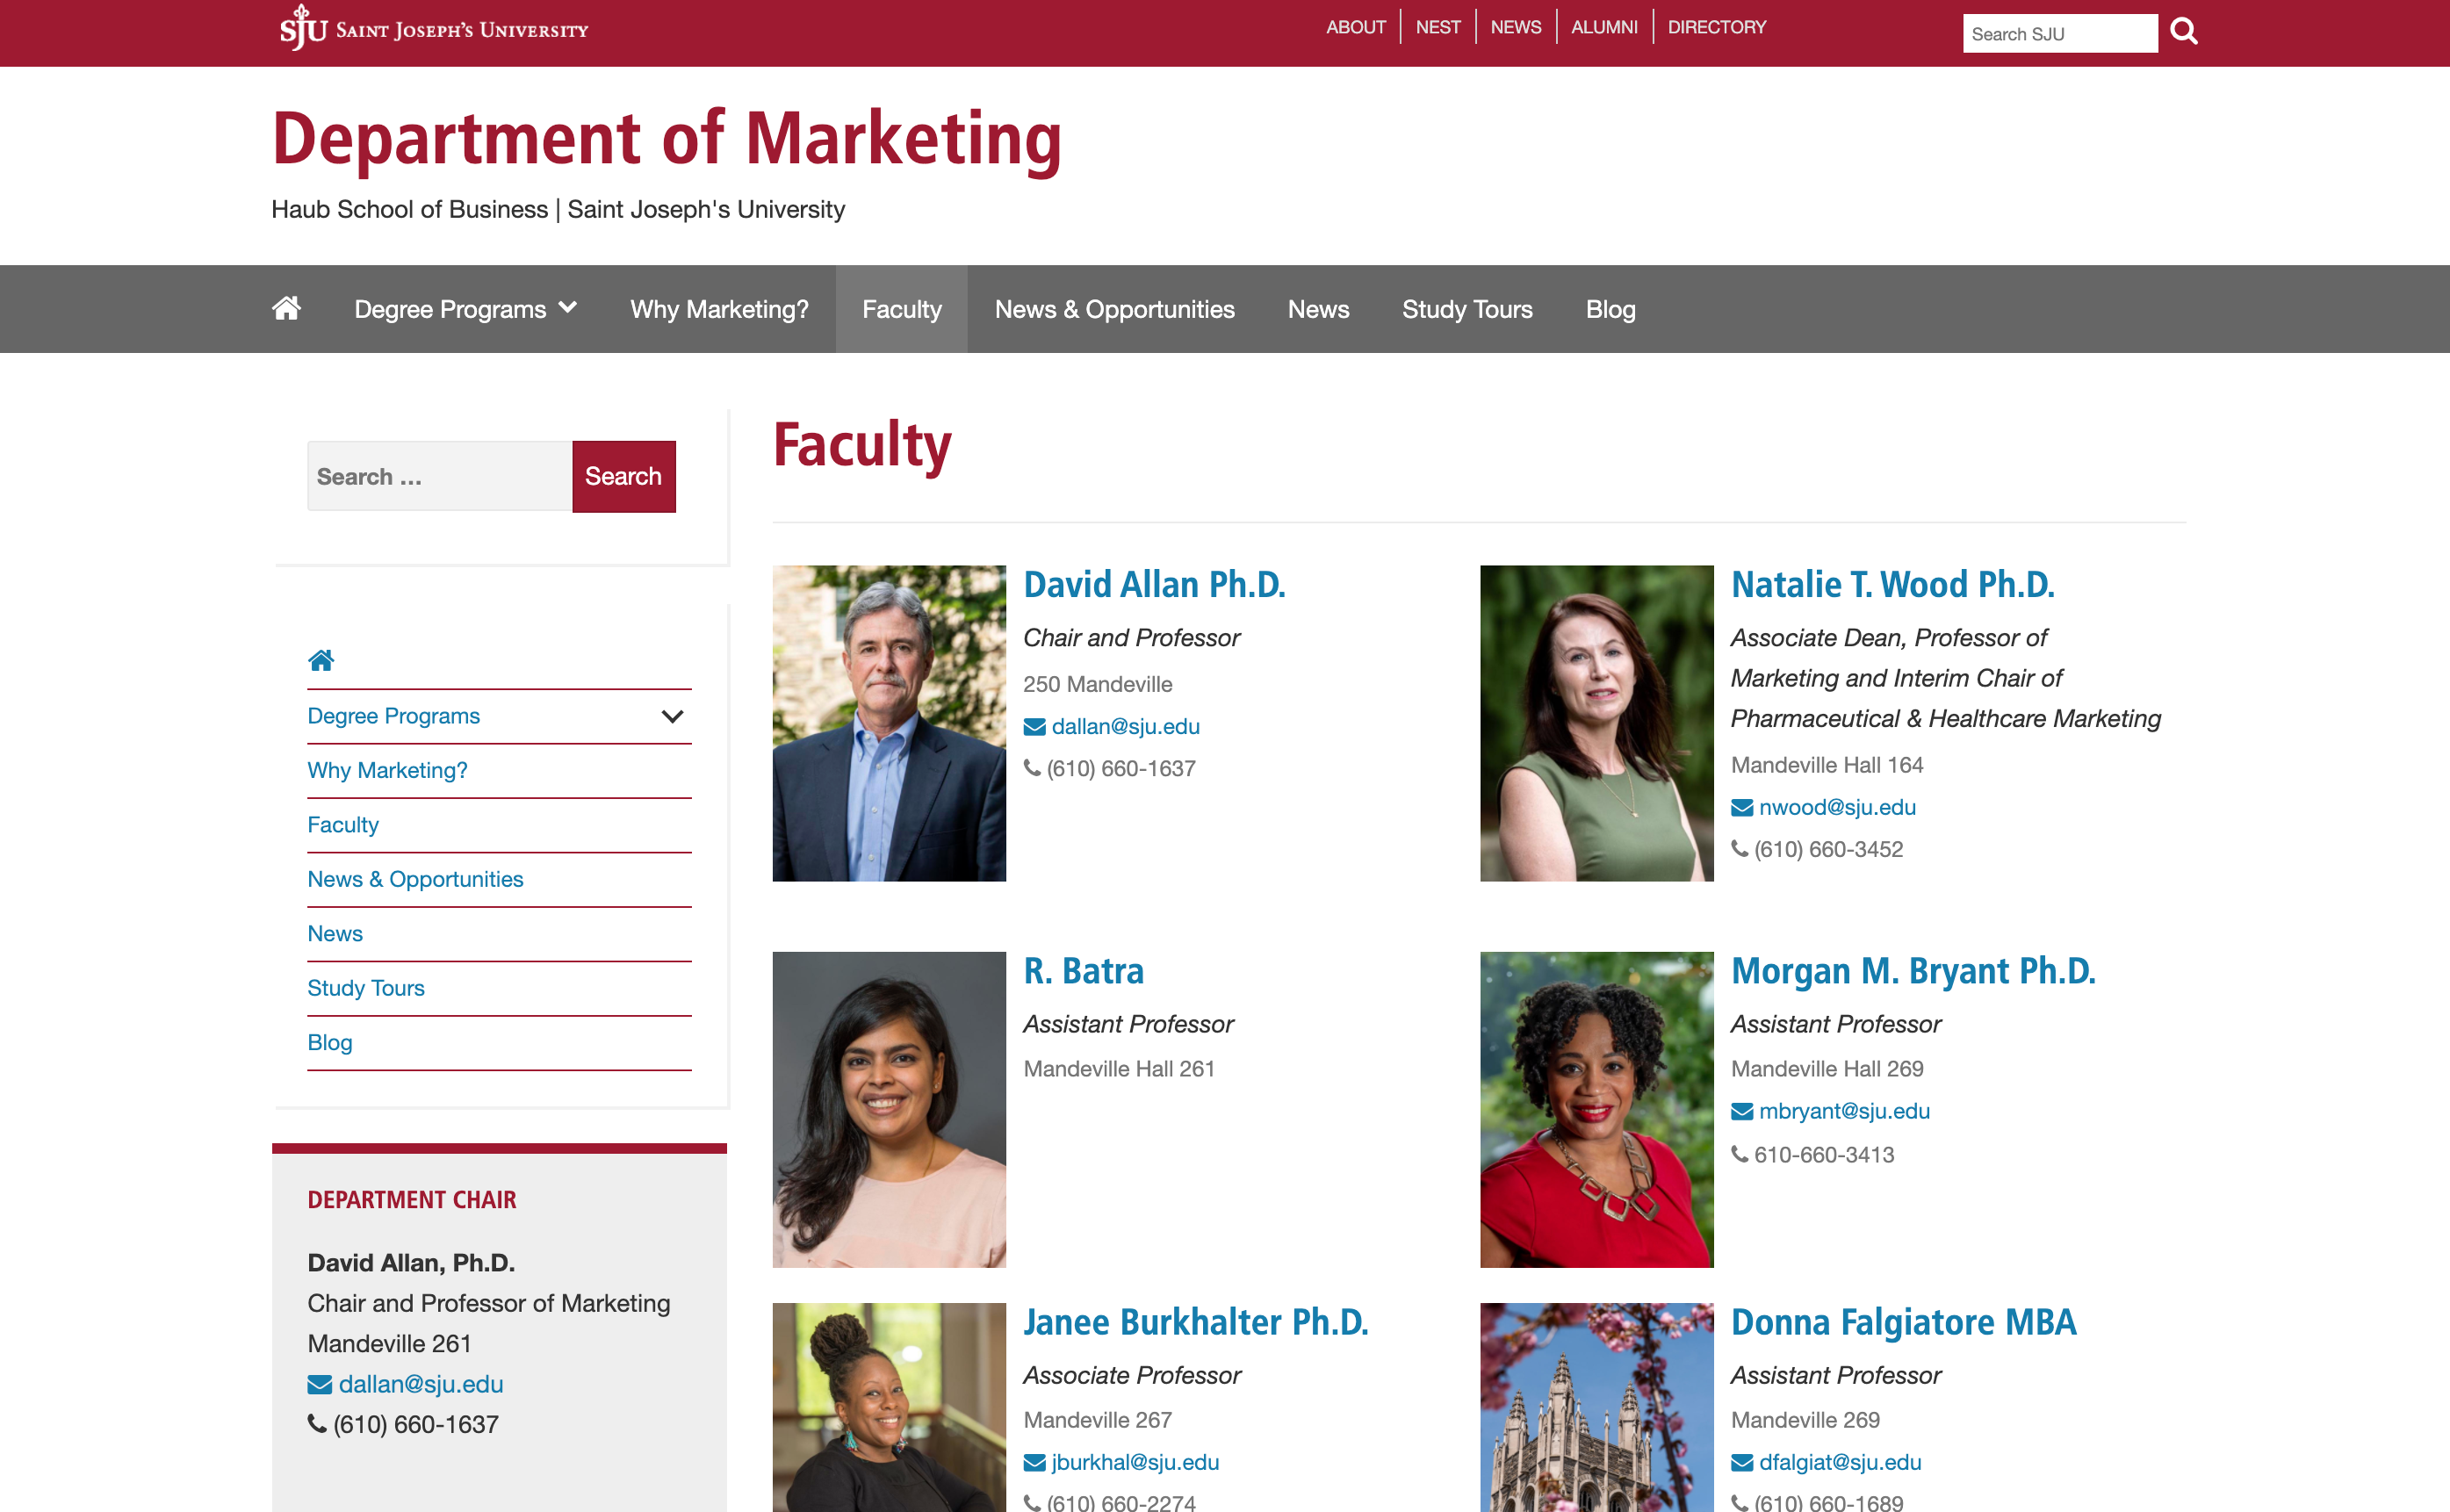 SJU SAINT JOSEPH'S UNIVERSITY
ABOUT NEST NEWS ALUMNI DIRECTORY
Search SJU
Department of Marketing
Haub School of Business | Saint Joseph's University
Degree Programs Why Marketing? Faculty News & Opportunities News Study Tours Blog
Search ...
Search
Degree Programs
Why Marketing?
Faculty
News & Opportunities
News
Study Tours
Blog
DEPARTMENT CHAIR
David Allan, Ph.D.
Chair and Professor of Marketing
Mandeville 261
dallan@sju.edu
(610) 660-1637
Faculty
David Allan Ph.D.
Chair and Professor
250 Mandeville
dallan@sju.edu
(610) 660-1637
Natalie T. Wood Ph.D.
Associate Dean, Professor of
Marketing and Interim Chair of
Pharmaceutical & Healthcare Marketing
Mandeville Hall 164
nwood@sju.edu
(610) 660-3452
R. Batra
Assistant Professor
Mandeville Hall 261
Morgan M. Bryant Ph.D.
Assistant Professor
Mandeville Hall 269
mbryant@sju.edu
610-660-3413
Janee Burkhalter Ph.D.
Associate Professor
Mandeville 267
jburkhal@sju.edu
(610) 660-2274
Donna Falgiatore MBA
Assistant Professor
Mandeville 269
dfalgiat@sju.edu
(610) 660-1689